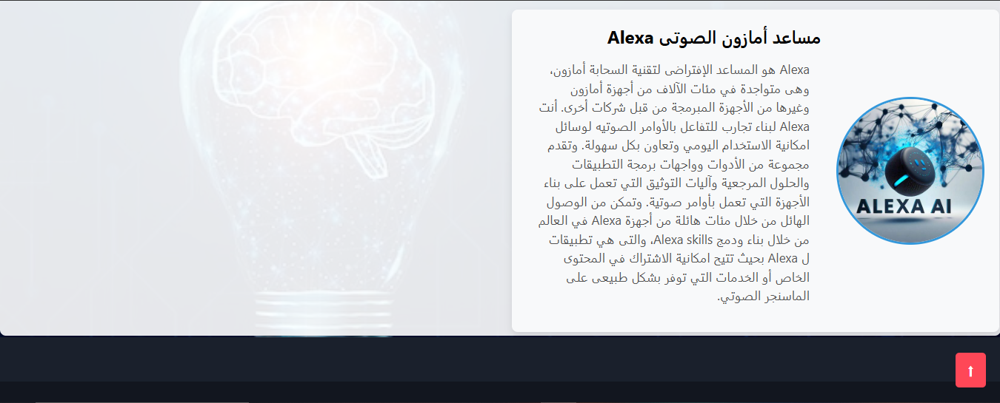 مساعد أمازون الصوتى Alexa
Alexa هو المساعد الإفتراضى لتقنية السحابة أمازون،
وهى متواجدة في مئات الآلاف من أجهزة أمازون
وغيرها من الأجهزة المبرمجة من قبل شركات أخرى. أنت
Alexa لبناء تجارب للتفاعل بالأوامر الصوتيه لوسائل
امكانية الاستخدام اليومي وتعاون بكل سهولة. وتقدم
مجموعة من الأدوات وواجهات برمجة التطبيقات
والحلول المرجعية وآليات التوثيق التي تعمل على بناء
الأجهزة التي تعمل بأوامر صوتية. وتمكن من الوصول
الهائل من خلال مئات هائلة من أجهزة Alexa في العالم
من خلال بناء ودمج Alexa skills، والتى هي تطبيقات
ل Alexa بحيث تتيح امكانية الاشتراك في المحتوى
الخاص أو الخدمات التي توفر بشكل طبيعى على
الماسنجر الصوتي.
ALEXA AI